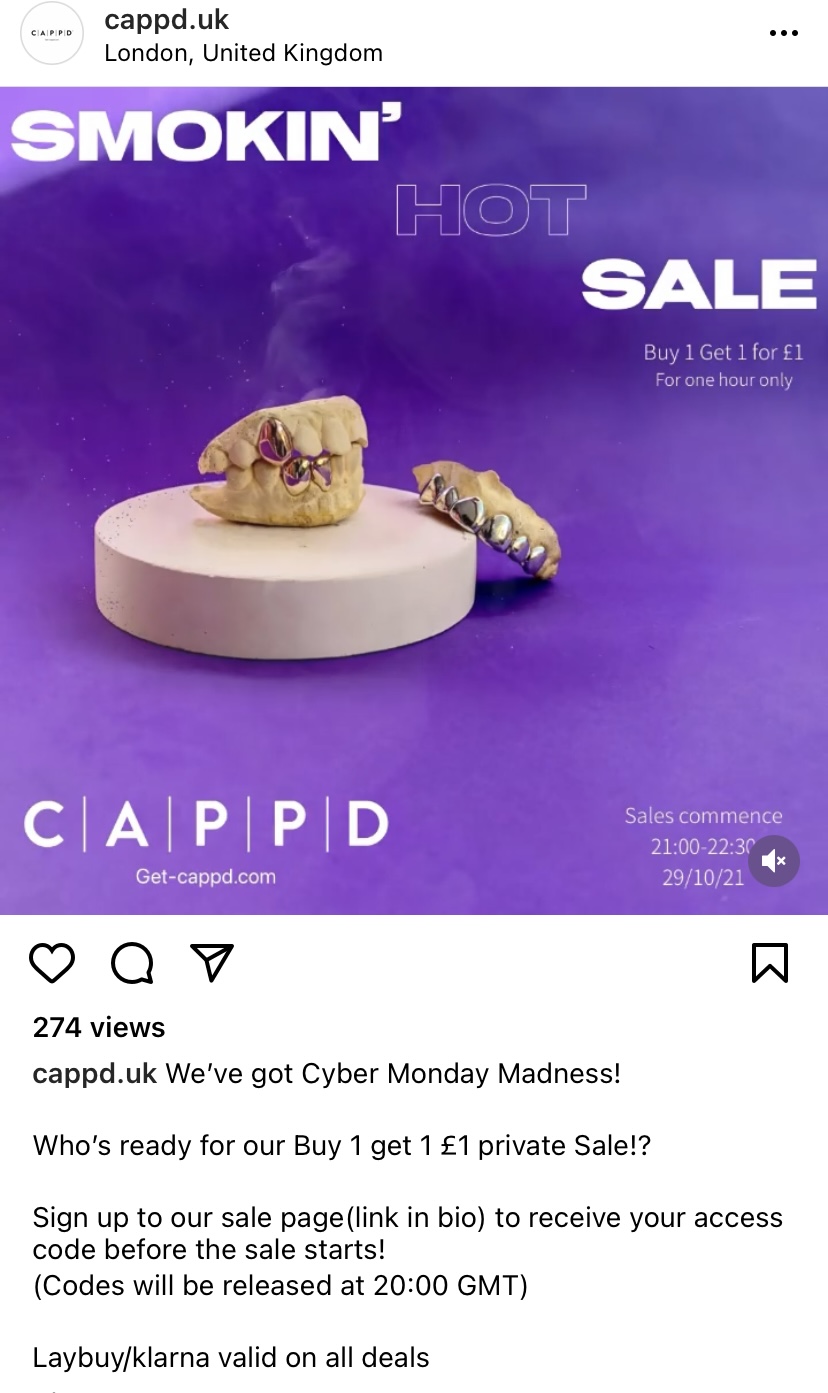 C|A|P|P|D
cappd.uk
London, United Kingdom
SMOKIN’
HOT
SALE
Buy 1 Get 1 for £1
For one hour only
C|A|P|P|D
Get-cappd.com
Sales commence
21:00-22:30
29/10/21
274 views
cappd.uk We’ve got Cyber Monday Madness!
Who’s ready for our Buy 1 get 1 £1 private Sale!?
Sign up to our sale page(link in bio) to receive your access
code before the sale starts!
(Codes will be released at 20:00 GMT)
Laybuy/klarna valid on all deals